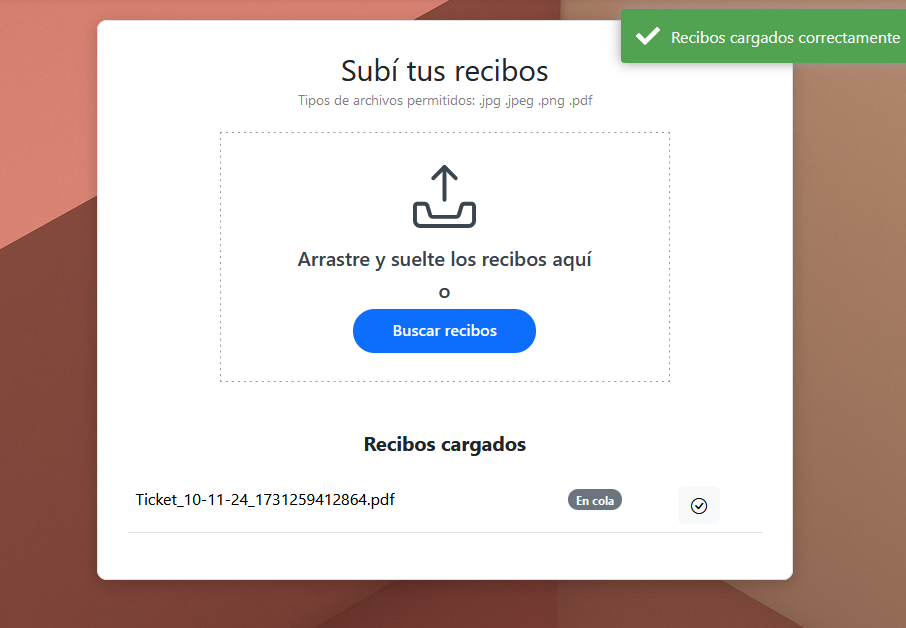 Recibos cargados correctamente
Subí tus recibos
Tipos de archivos permitidos: .jpg .jpeg .png .pdf
Arrastre y suelte los recibos aquí
o
Buscar recibos
Recibos cargados
Ticket_10-11-24_1731259412864.pdf En cola